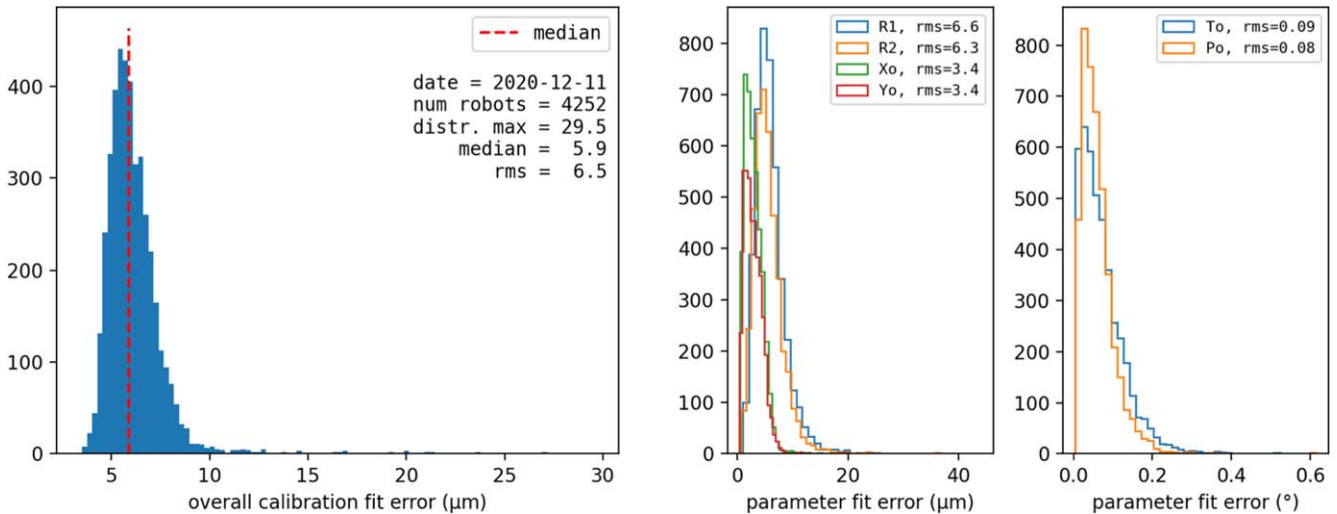 median
date = 2020-12-11
num robots = 4252
distr. max = 29.5
median = 5.9
rms = 6.5
400
300
200
100
0
5 10 15 20 25 30
overall calibration fit error (μm)
R1, rms=6.6
R2, rms=6.3
Xo, rms=3.4
Yo, rms=3.4
800
700
600
500
400
300
200
100
0
0 20 40
parameter fit error (μm)
To, rms=0.09
Po, rms=0.08
800
700
600
500
400
300
200
100
0
0.0 0.2 0.4 0.6
parameter fit error (°)